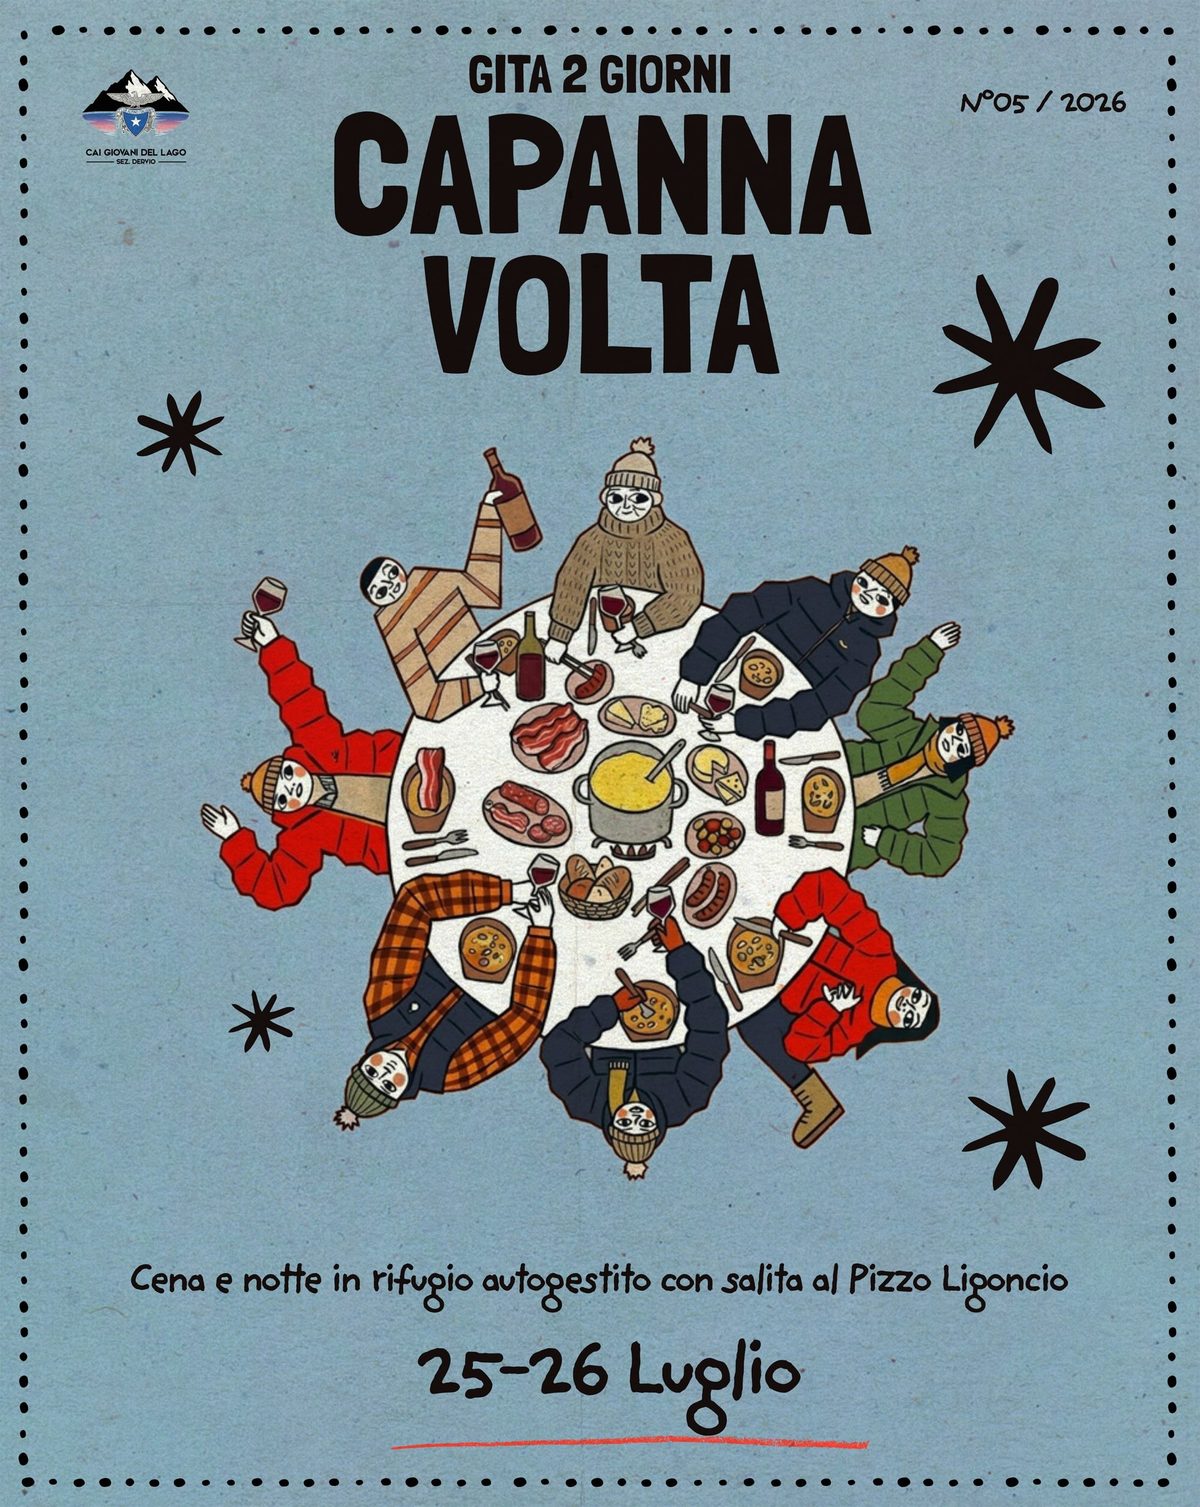 GITA 2 GIORNI
CAPANNA
VOLTA
N°05 / 2026
CAI GIOVANI DEL LAGO
SEZ. DERVIO
Cena e notte in rifugio autogestito con salita al Pizzo Ligoncio
25-26 Luglio